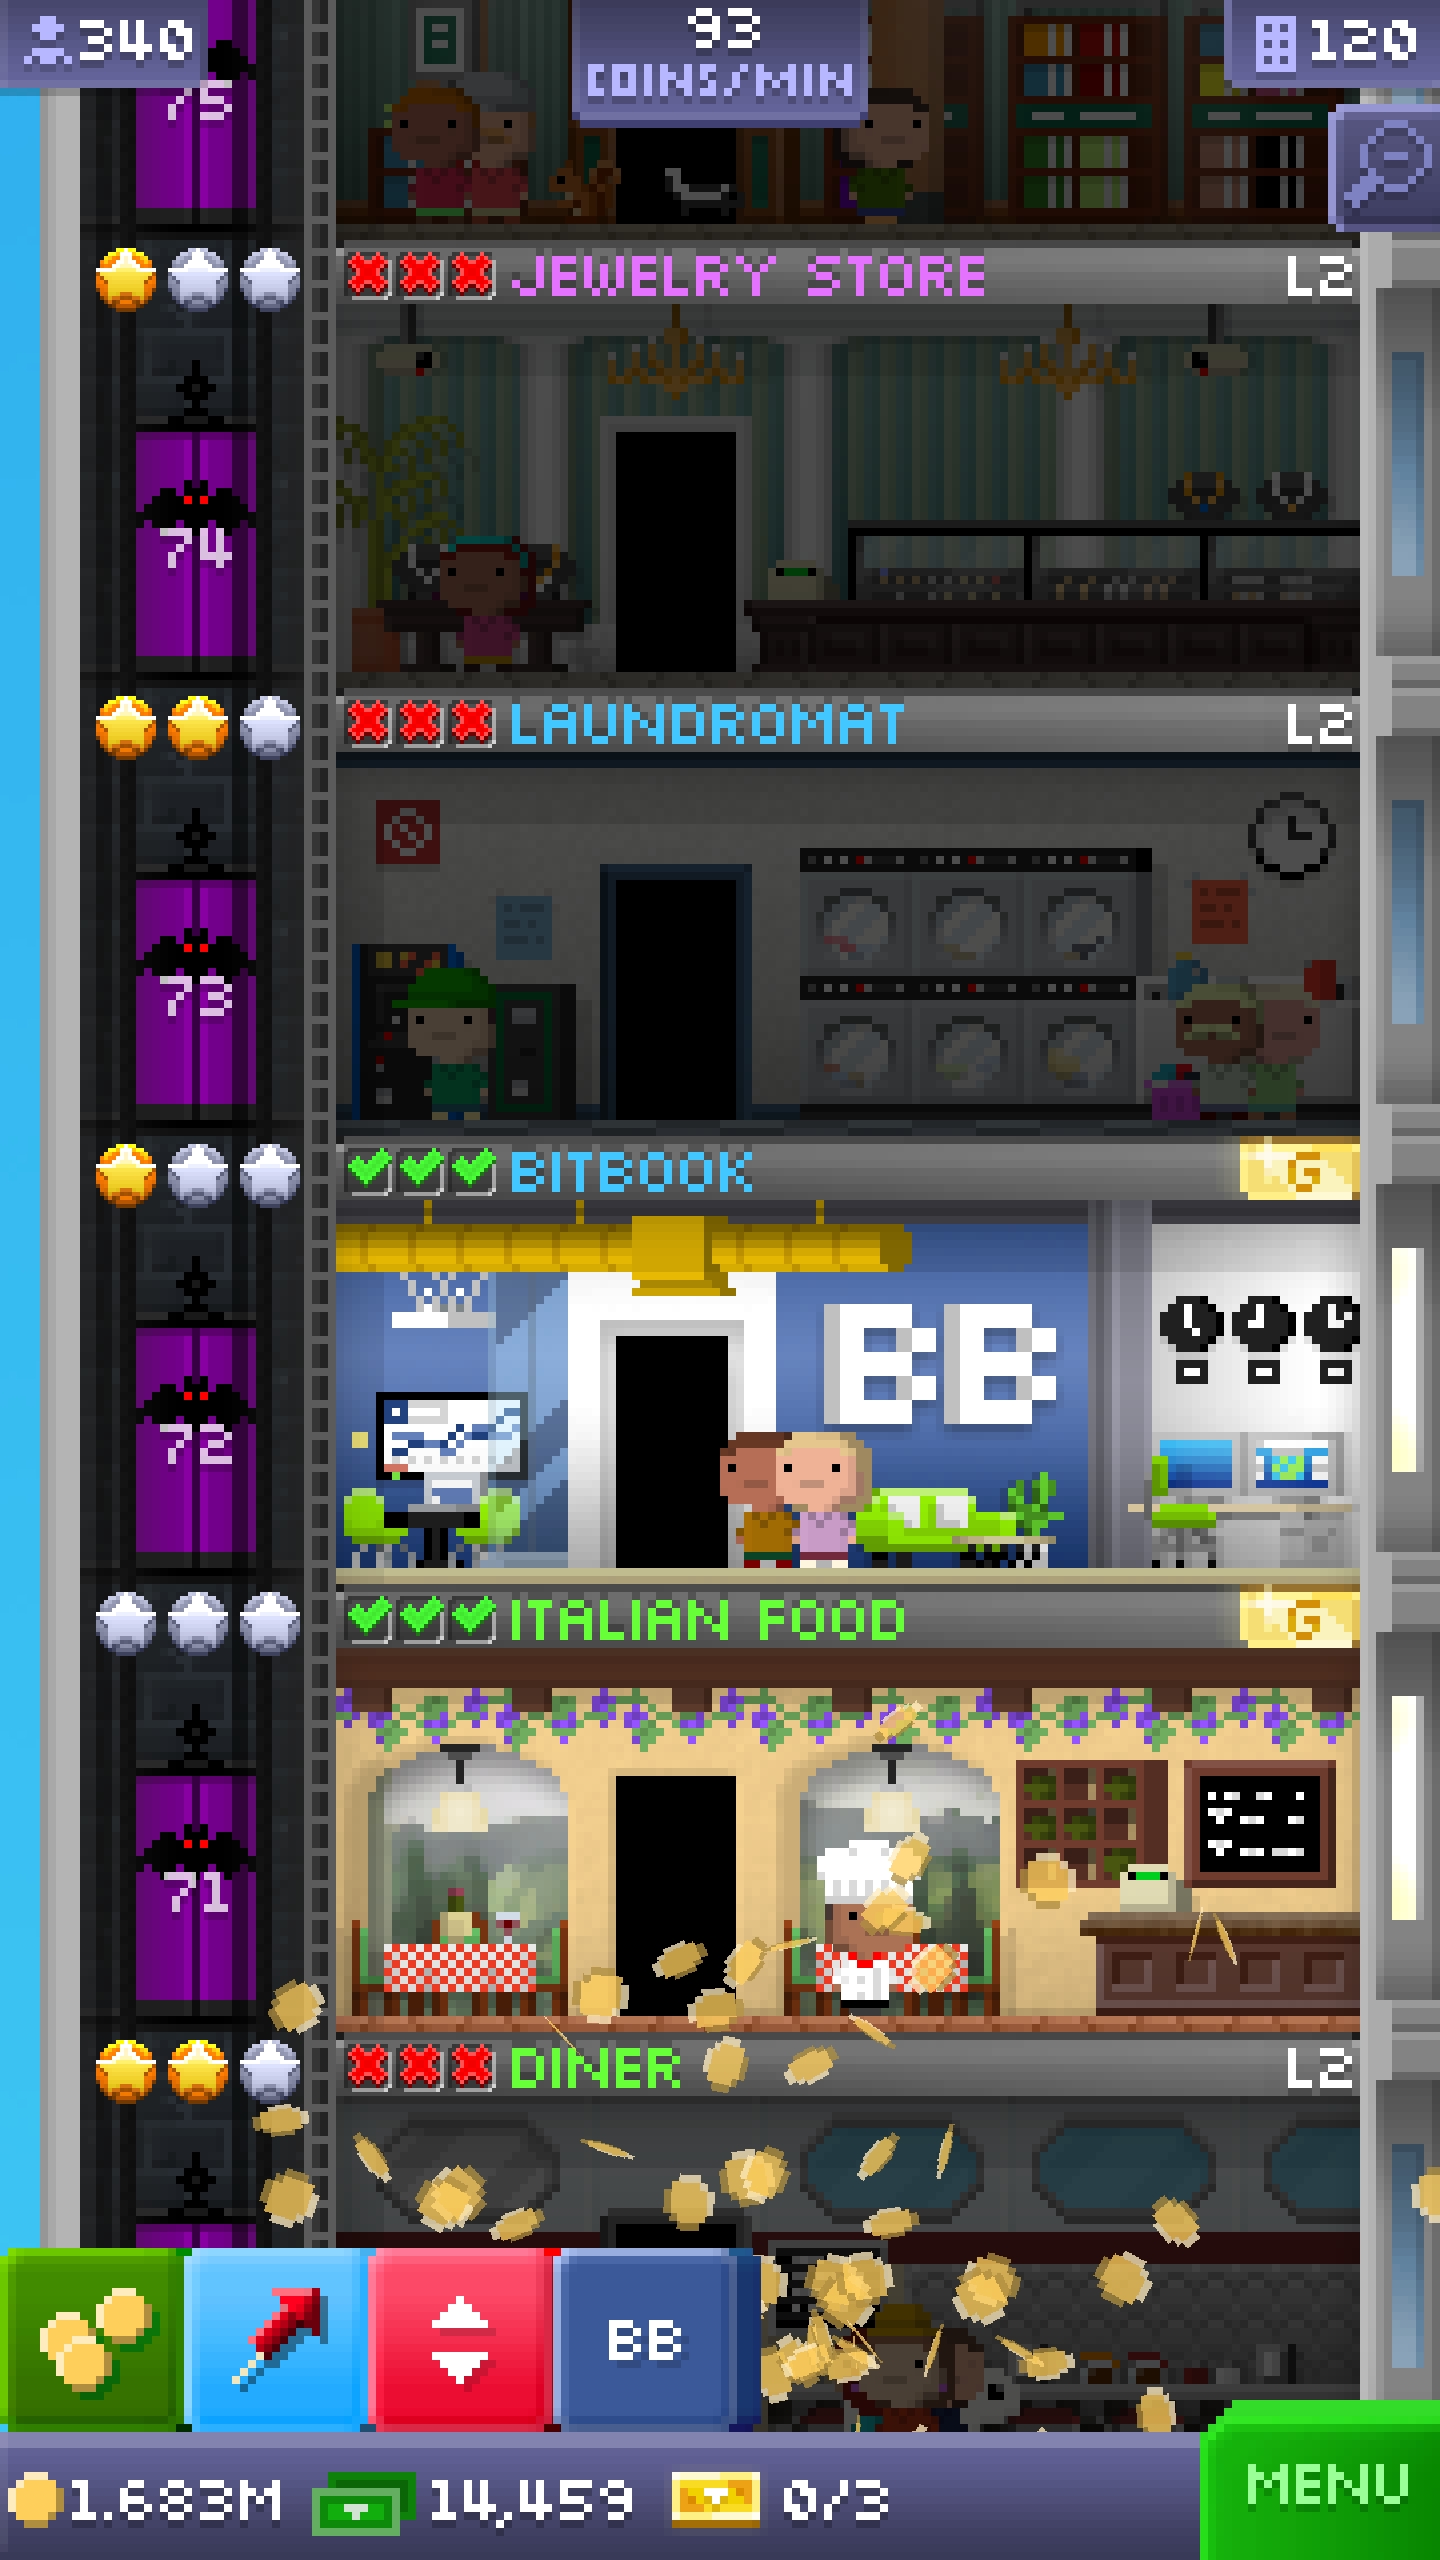 340
93
COINS/MIN
120
75
JEWELRY STORE L2
74
LAUNDROMAT L2
73
BITBOOK G
BB
72
ITALIAN FOOD G
71
DINER L2
BB
1.683M 14,459 0/3
MENU